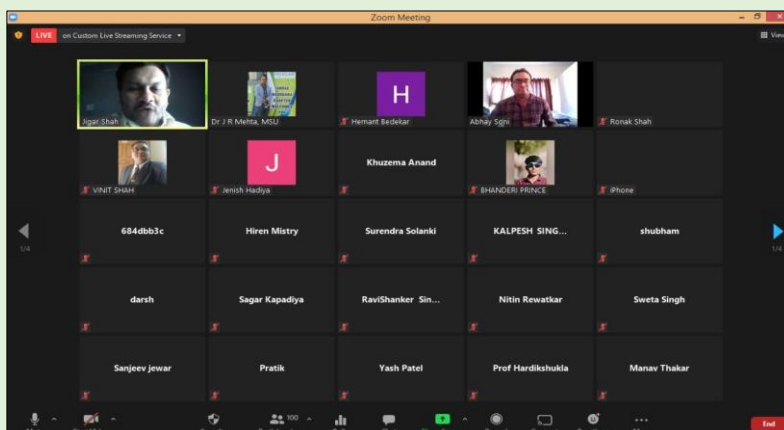 Zoom Meeting
LIVE on Custom Live Streaming Service
View
Jigar Shah
Dr J R Mehta, MSU
H
Hemant Bedekar
Abhay Soni
Ronak Shah
VINIT SHAH
J
Jenish Hadiya
Khuzema Anand
BHANDERI PRINCE
iPhone
1/4
684dbb3c
Hiren Mistry
Surendra Solanki
KALPESH SING...
shubham
1/4
darsh
Sagar Kapadiya
RaviShanker Sin...
Nitin Rewatkar
Sweta Singh
Sanjeev jewar
Pratik
Yash Patel
Prof Hardikshukla
Manav Thakar
100
End